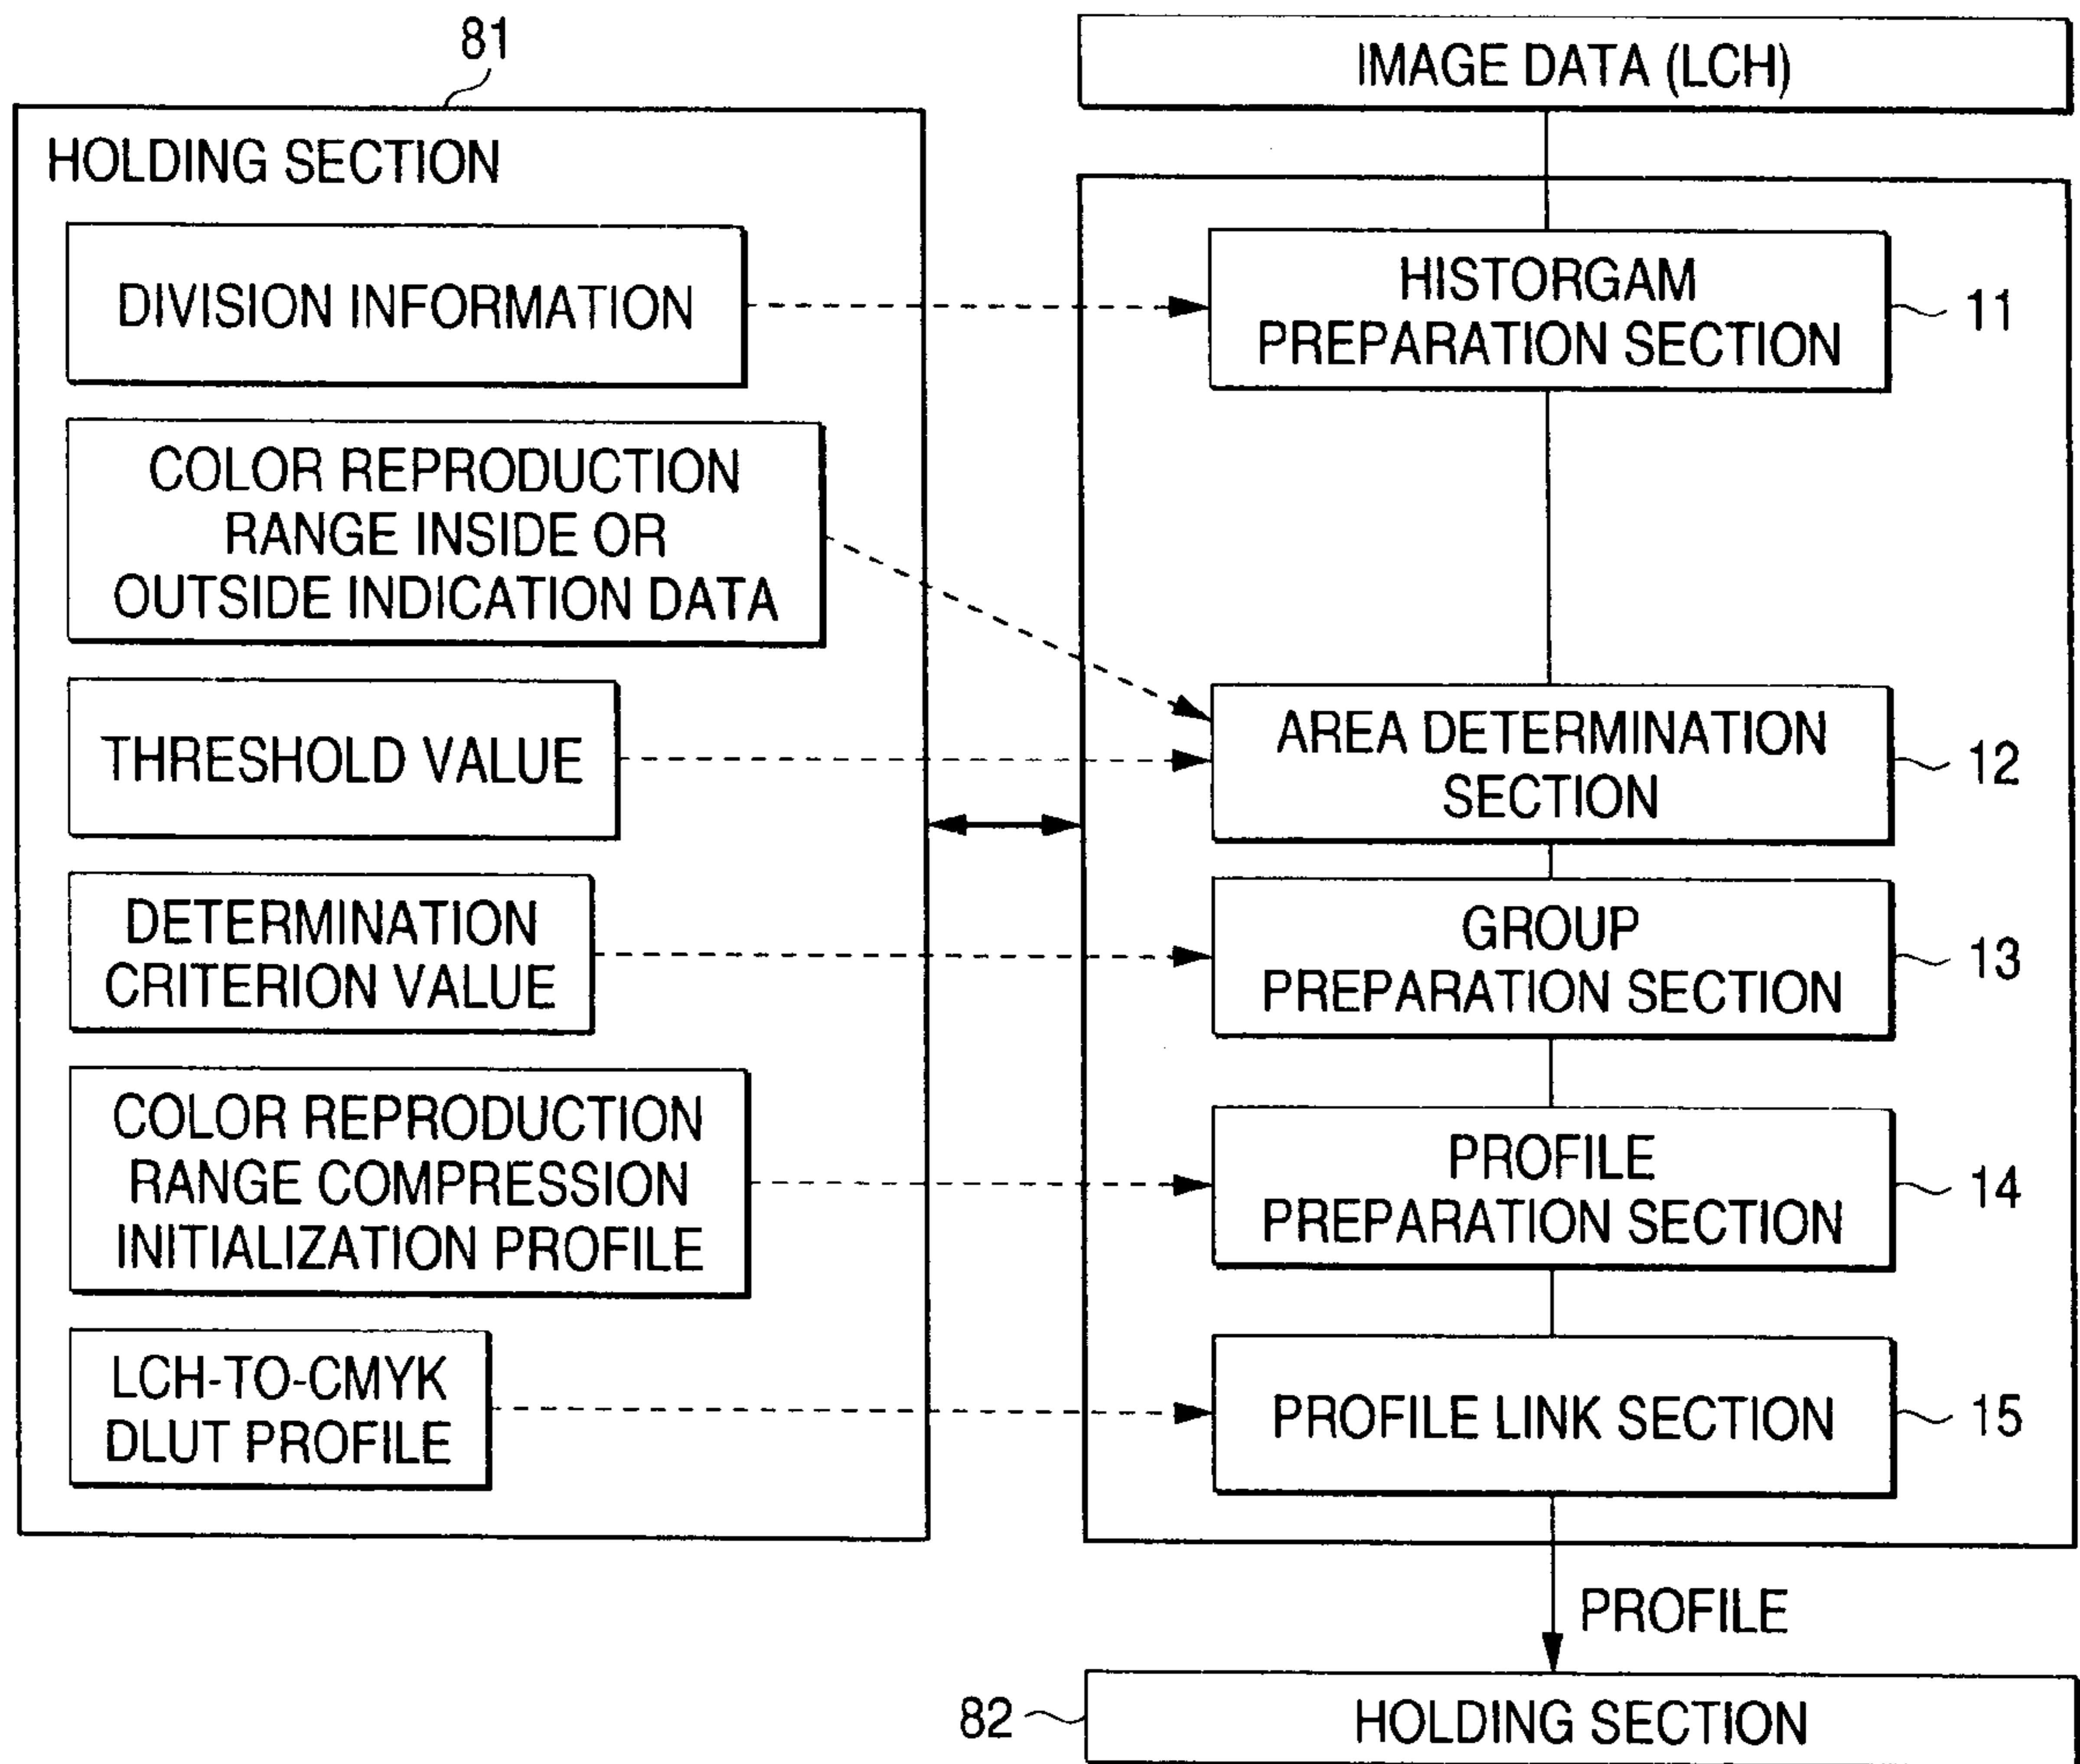 81
HOLDING SECTION
DIVISION INFORMATION
COLOR REPRODUCTION
RANGE INSIDE OR
OUTSIDE INDICATION DATA
THRESHOLD VALUE
DETERMINATION
CRITERION VALUE
COLOR REPRODUCTION
RANGE COMPRESSION
INITIALIZATION PROFILE
LCH-TO-CMYK
DLUT PROFILE
IMAGE DATA (LCH)
HISTORGAM
PREPARATION SECTION
11
AREA DETERMINATION
SECTION
12
GROUP
PREPARATION SECTION
13
PROFILE
PREPARATION SECTION
14
PROFILE LINK SECTION
15
PROFILE
82
HOLDING SECTION